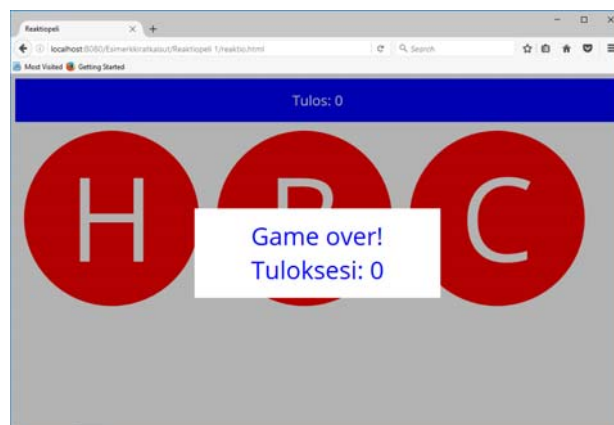 Reaktiopeli
localhost:8080/Esimerkkiratkaisut/Reaktiopeli 1/reaktio.html
Search
Most Visited
Getting Started
Tulos: 0
H
C
Game over!
Tuloksesi: 0